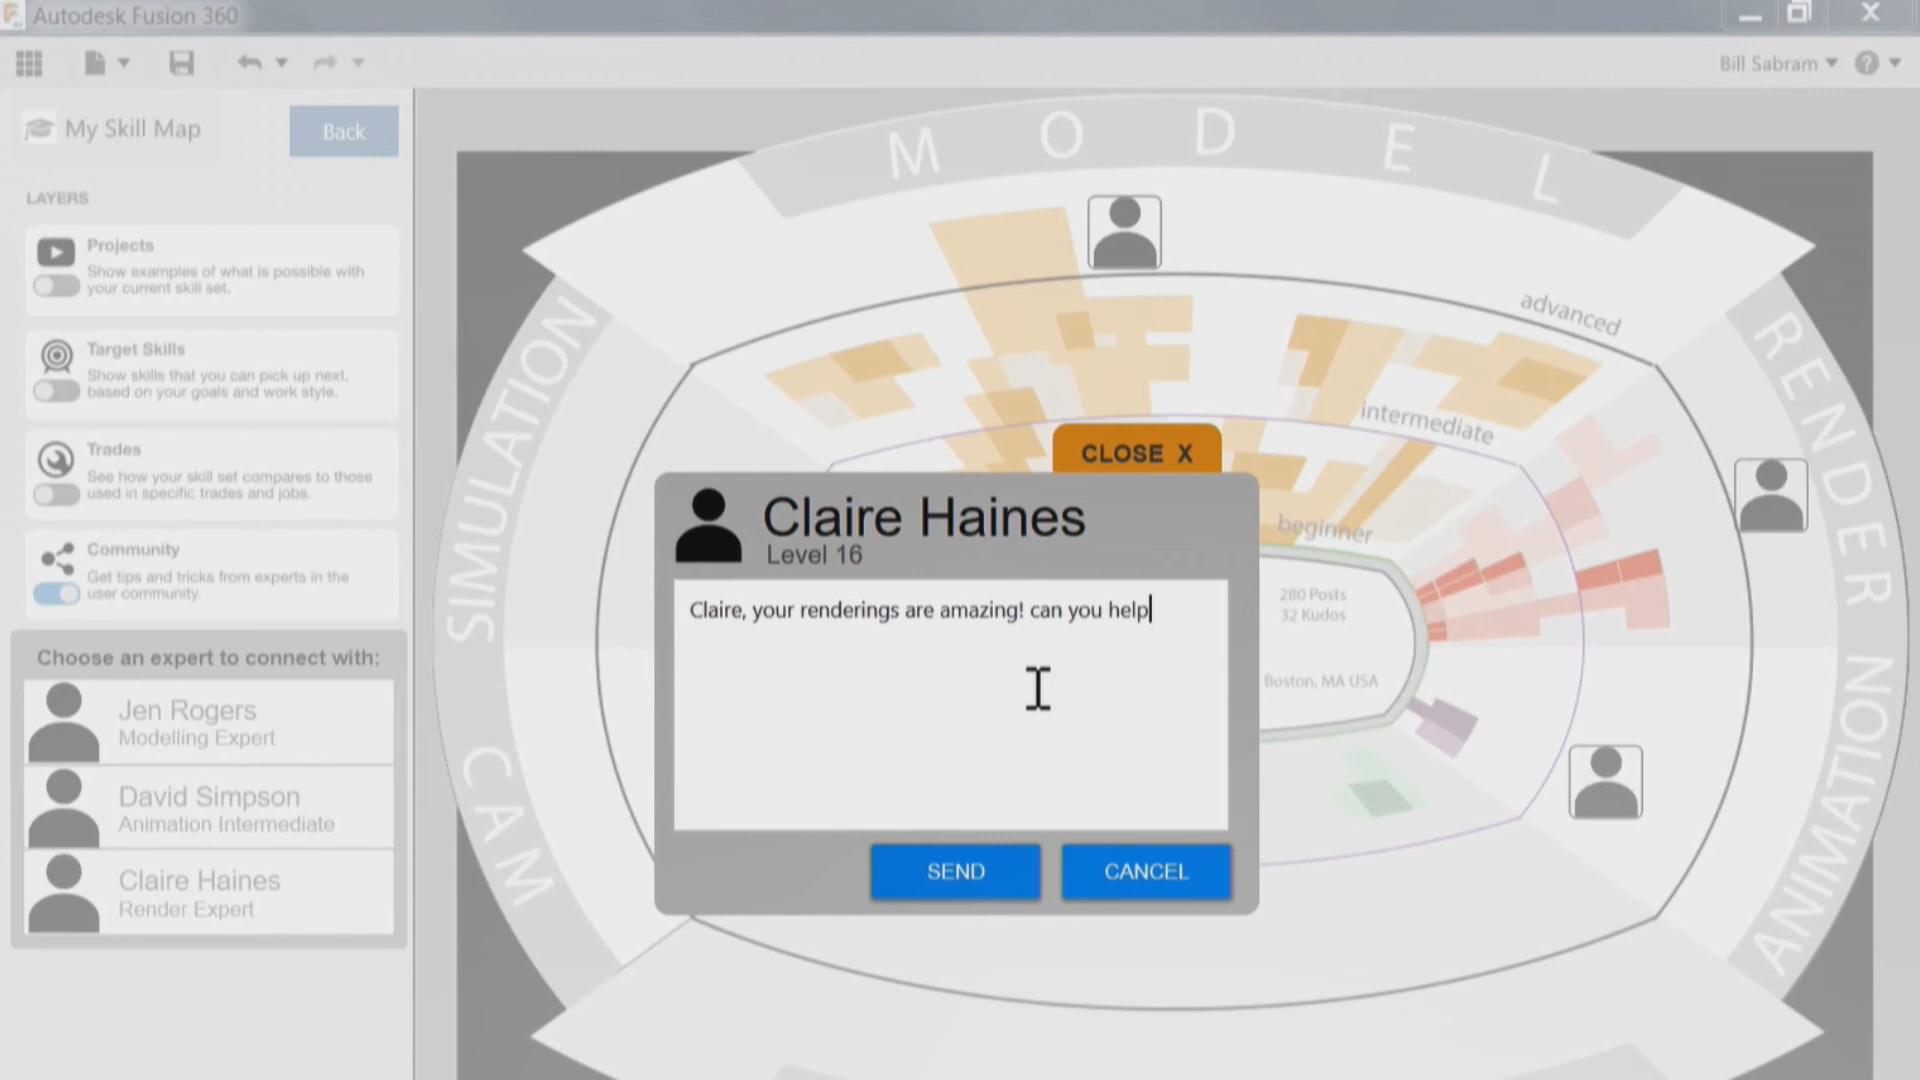 Autodesk Fusion 360
Bill Sabram
?
My Skill Map
Back
LAYERS
Projects
Show examples of what is possible with
your current skill set.
Target Skills
Show skills that you can pick up next,
based on your goals and work style.
Trades
See how your skill set compares to those
used in specific trades and jobs.
Community
Get tips and tricks from experts in the
user community.
Choose an expert to connect with:
Jen Rogers
Modelling Expert
David Simpson
Animation Intermediate
Claire Haines
Render Expert
MODEL
RENDER
ANIMATION
SIMULATION
CAM
advanced
intermediate
beginner
280 Posts
32 Kudos
Boston, MA USA
CLOSE X
Claire Haines
Level 16
Claire, your renderings are amazing! can you help
SEND
CANCEL